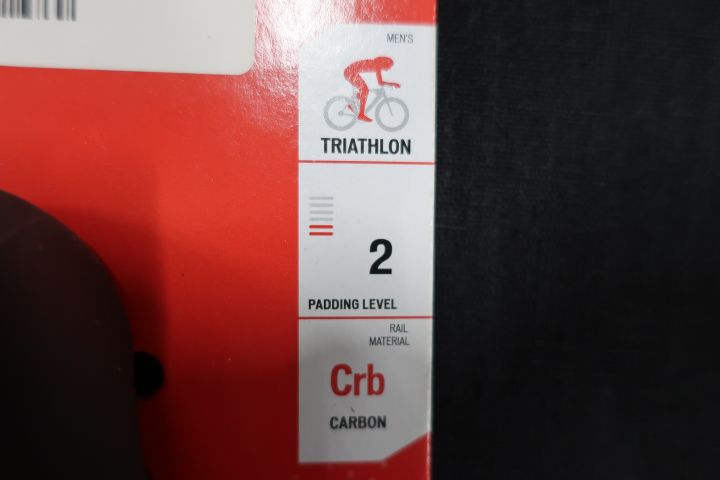 MEN'S
TRIATHLON
2
PADDING LEVEL
RAIL
MATERIAL
Crb
CARBON